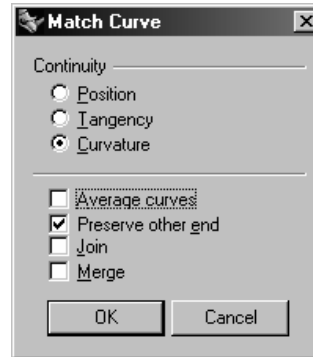 Match Curve
Continuity
Position
Tangency
Curvature
Average curves
Preserve other end
Join
Merge
OK Cancel